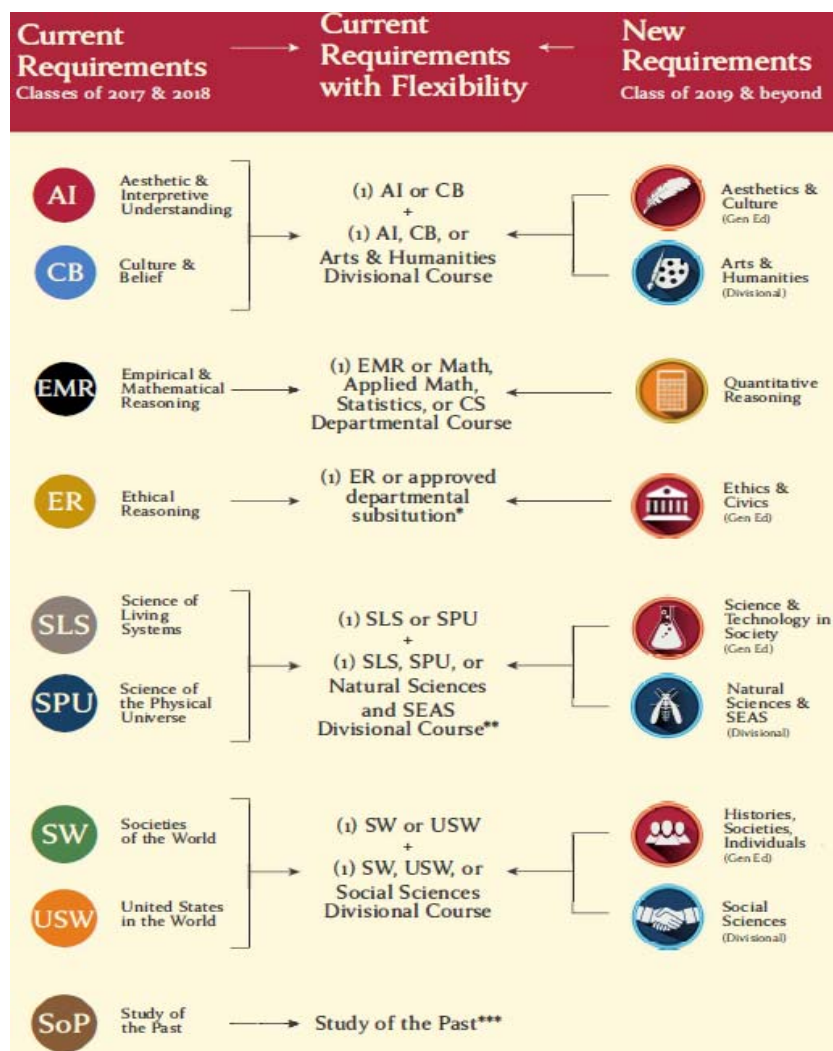 Current
Requirements
Classes of 2017 & 2018
Current
Requirements
with Flexibility
New
Requirements
Class of 2019 & beyond
AI
Aesthetic &
Interpretive
Understanding
CB
Culture &
Belief
(1) AI or CB
+
(1) AI, CB, or
Arts & Humanities
Divisional Course
Aesthetics &
Culture
(Gen Ed)
Arts &
Humanities
(Divisional)
EMR
Empirical &
Mathematical
Reasoning
(1) EMR or Math,
Applied Math,
Statistics, or CS
Departmental Course
Quantitative
Reasoning
ER
Ethical
Reasoning
(1) ER or approved
departmental
subsitution*
Ethics &
Civics
(Gen Ed)
SLS
Science of
Living
Systems
SPU
Science of
the Physical
Universe
(1) SLS or SPU
+
(1) SLS, SPU, or
Natural Sciences
and SEAS
Divisional Course**
Science &
Technology in
Society
(Gen Ed)
Natural
Sciences &
SEAS
(Divisional)
SW
Societies
of the World
USW
United States
in the World
(1) SW or USW
+
(1) SW, USW, or
Social Sciences
Divisional Course
Histories,
Societies,
Individuals
(Gen Ed)
Social
Sciences
(Divisional)
SoP
Study of
the Past
Study of the Past***